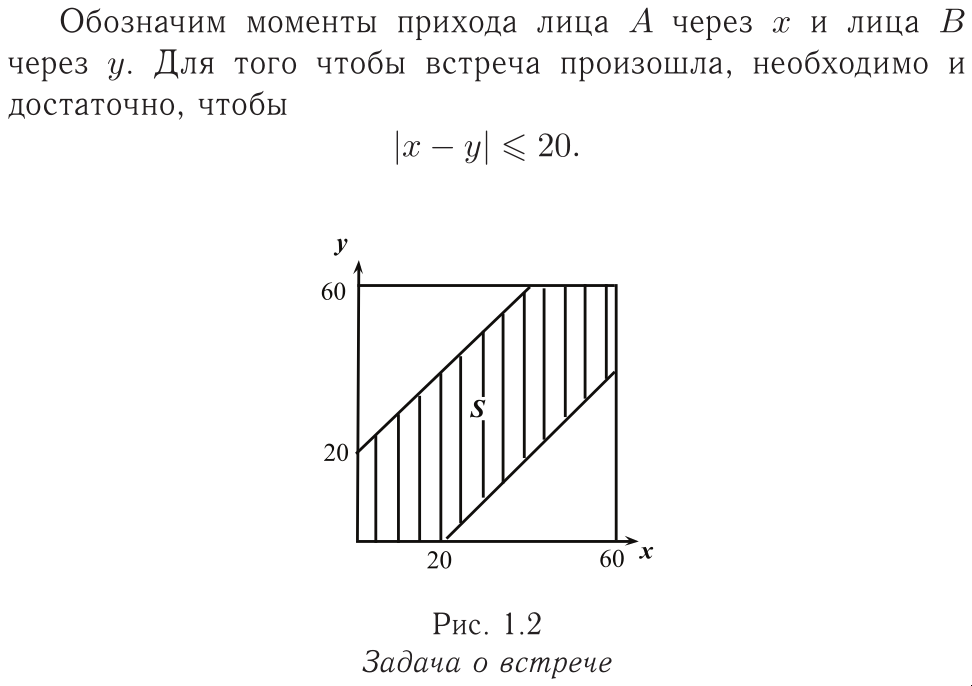 Обозначим моменты прихода лица A через x и лица B
через y. Для того чтобы встреча произошла, необходимо и
достаточно, чтобы
|x − y| ⩽ 20.
y
60
S
20
20
60
x
Рис. 1.2
Задача о встрече